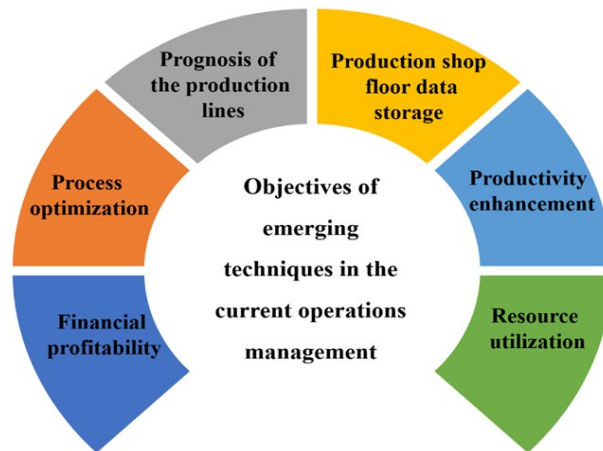 Prognosis of
the production
lines
Production shop
floor data
storage
Process
optimization
Productivity
enhancement
Financial
profitability
Resource
utilization
Objectives of
emerging
techniques in the
current operations
management